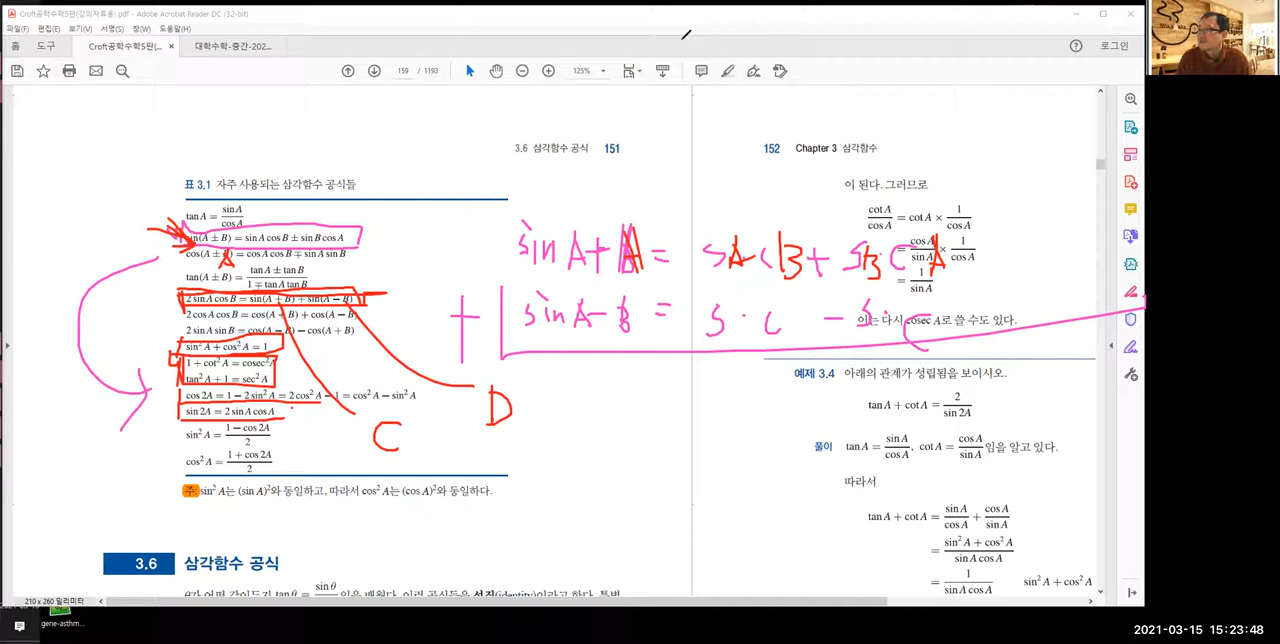 Croft공학수학5판(강의자료용).pdf - Adobe Acrobat Reader DC (32-bit)
파일(F) 편집(E) 보기(V) 서명(S) 창(W) 도움말(H)
홈 도구 Croft공학수학5판(... × 대학수학-중간-202... 로그인
159 / 1193 125%
3.6 삼각함수 공식 151
표 3.1 자주 사용되는 삼각함수 공식들
tan A = sin A / cos A
sin(A ± B) = sin A cos B ± sin B cos A
cos(A ± B) = cos A cos B ∓ sin A sin B
A
tan(A ± B) = tan A ± tan B / 1 ∓ tan A tan B
2 sin A cos B = sin(A + B) + sin(A − B)
2 cos A cos B = cos(A + B) + cos(A − B)
2 sin A sin B = cos(A − B) − cos(A + B)
sin² A + cos² A = 1
1 + cot² A = cosec² A
tan² A + 1 = sec² A
cos 2A = 1 − 2 sin² A = 2 cos² A − 1 = cos² A − sin² A
sin 2A = 2 sin A cos A
sin² A = 1 − cos 2A / 2
cos² A = 1 + cos 2A / 2
C
D
주 sin² A는 (sin A)²와 동일하고, 따라서 cos² A는 (cos A)²와 동일하다.
3.6 삼각함수 공식
sin A + A = SA·CB + SB·CA
+ sin A − B = S·C − S·C
152 Chapter 3 삼각함수
이 된다. 그러므로
cot A / cos A = cot A × 1 / cos A
= cos A / sin A × 1 / cos A
= 1 / sin A
이는 다시 cosec A로 쓸 수도 있다.
예제 3.4 아래의 관계가 성립됨을 보이시오.
tan A + cot A = 2 / sin 2A
풀이 tan A = sin A / cos A, cot A = cos A / sin A 임을 알고 있다.
따라서
tan A + cot A = sin A / cos A + cos A / sin A
= sin² A + cos² A / sin A cos A
= 1 / sin A cos A sin² A + cos² A
210 x 260 밀리미터
gene-asthm...
2021-03-15 15:23:48